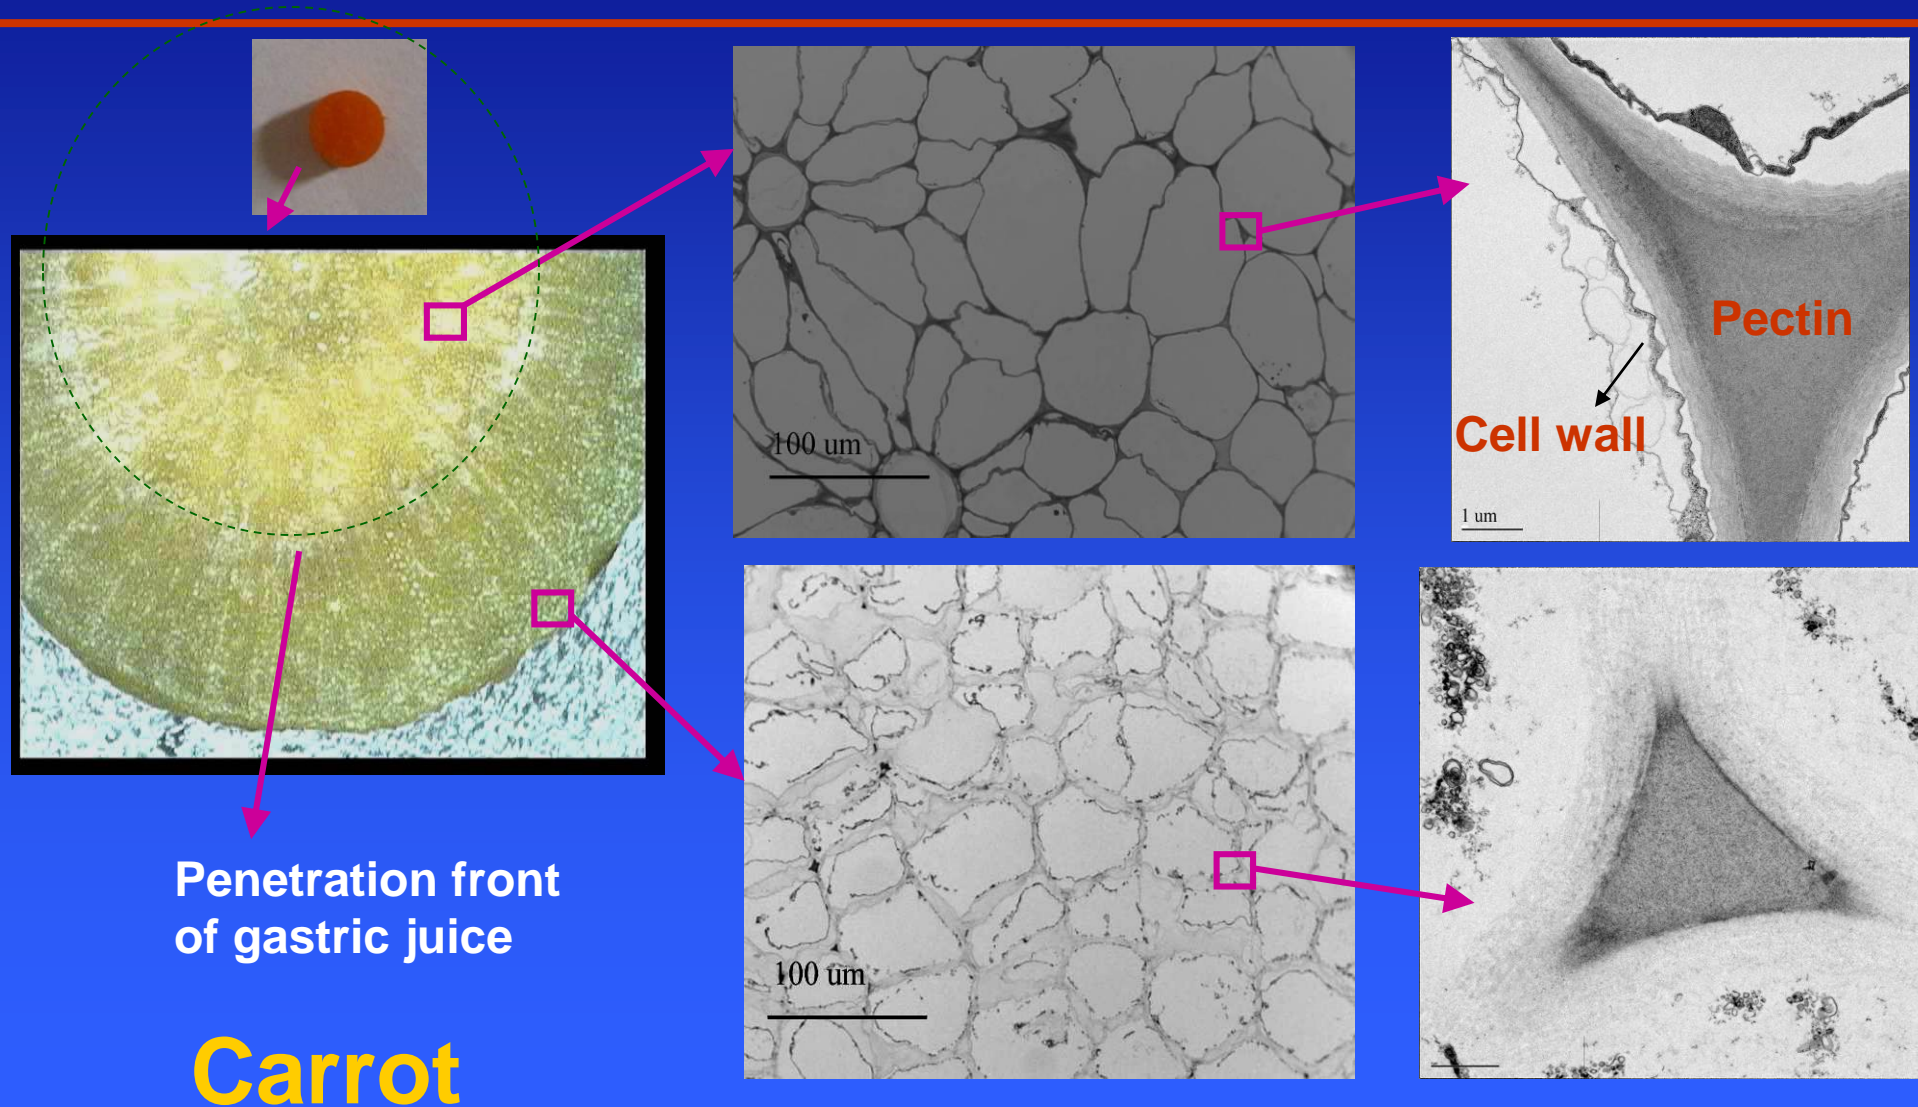 Pectin
Cell wall
100 um
1 um
100 um
Penetration front
of gastric juice
Carrot